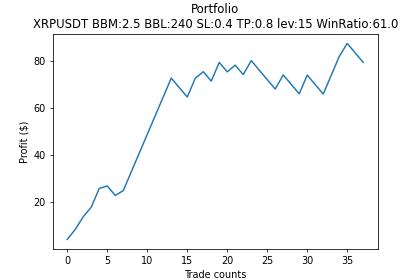 Portfolio
XRPUSDT BBM:2.5 BBL:240 SL:0.4 TP:0.8 lev:15 WinRatio:61.0
80
60
40
20
Profit ($)
0 5 10 15 20 25 30 35
Trade counts